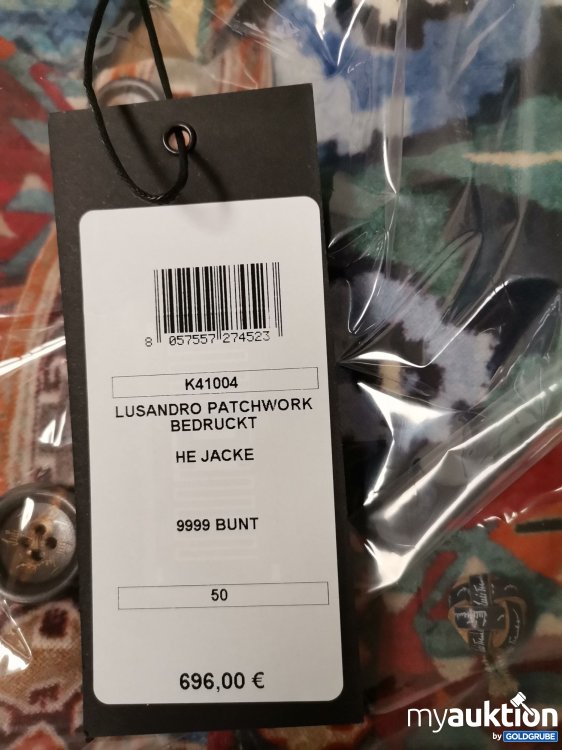 8 057557 274523
K41004
LUSANDRO PATCHWORK
BEDRUCKT
HE JACKE
9999 BUNT
50
696,00 €
myauktion
by GOLDGRUBE